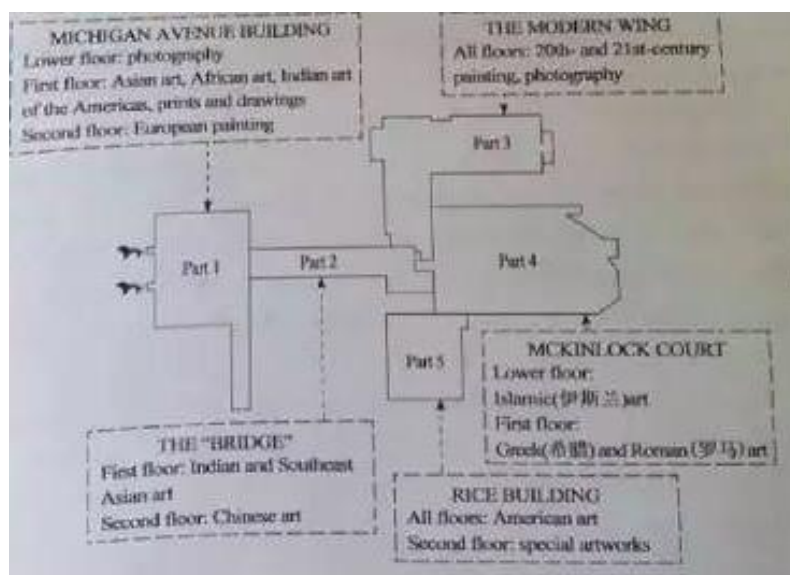 MICHIGAN AVENUE BUILDING
Lower floor: photography
First floor: Asian art, African art, Indian art
of the Americas, prints and drawings
Second floor: European painting
THE MODERN WING
All floors: 20th- and 21st-century
painting, photography
Part 3
Part 1
Part 2
Part 4
Part 5
MCKINLOCK COURT
Lower floor:
Islamic(伊斯兰)art
First floor:
Greek(希腊) and Roman (罗马) art
THE "BRIDGE"
First floor: Indian and Southeast
Asian art
Second floor: Chinese art
RICE BUILDING
All floors: American art
Second floor: special artworks